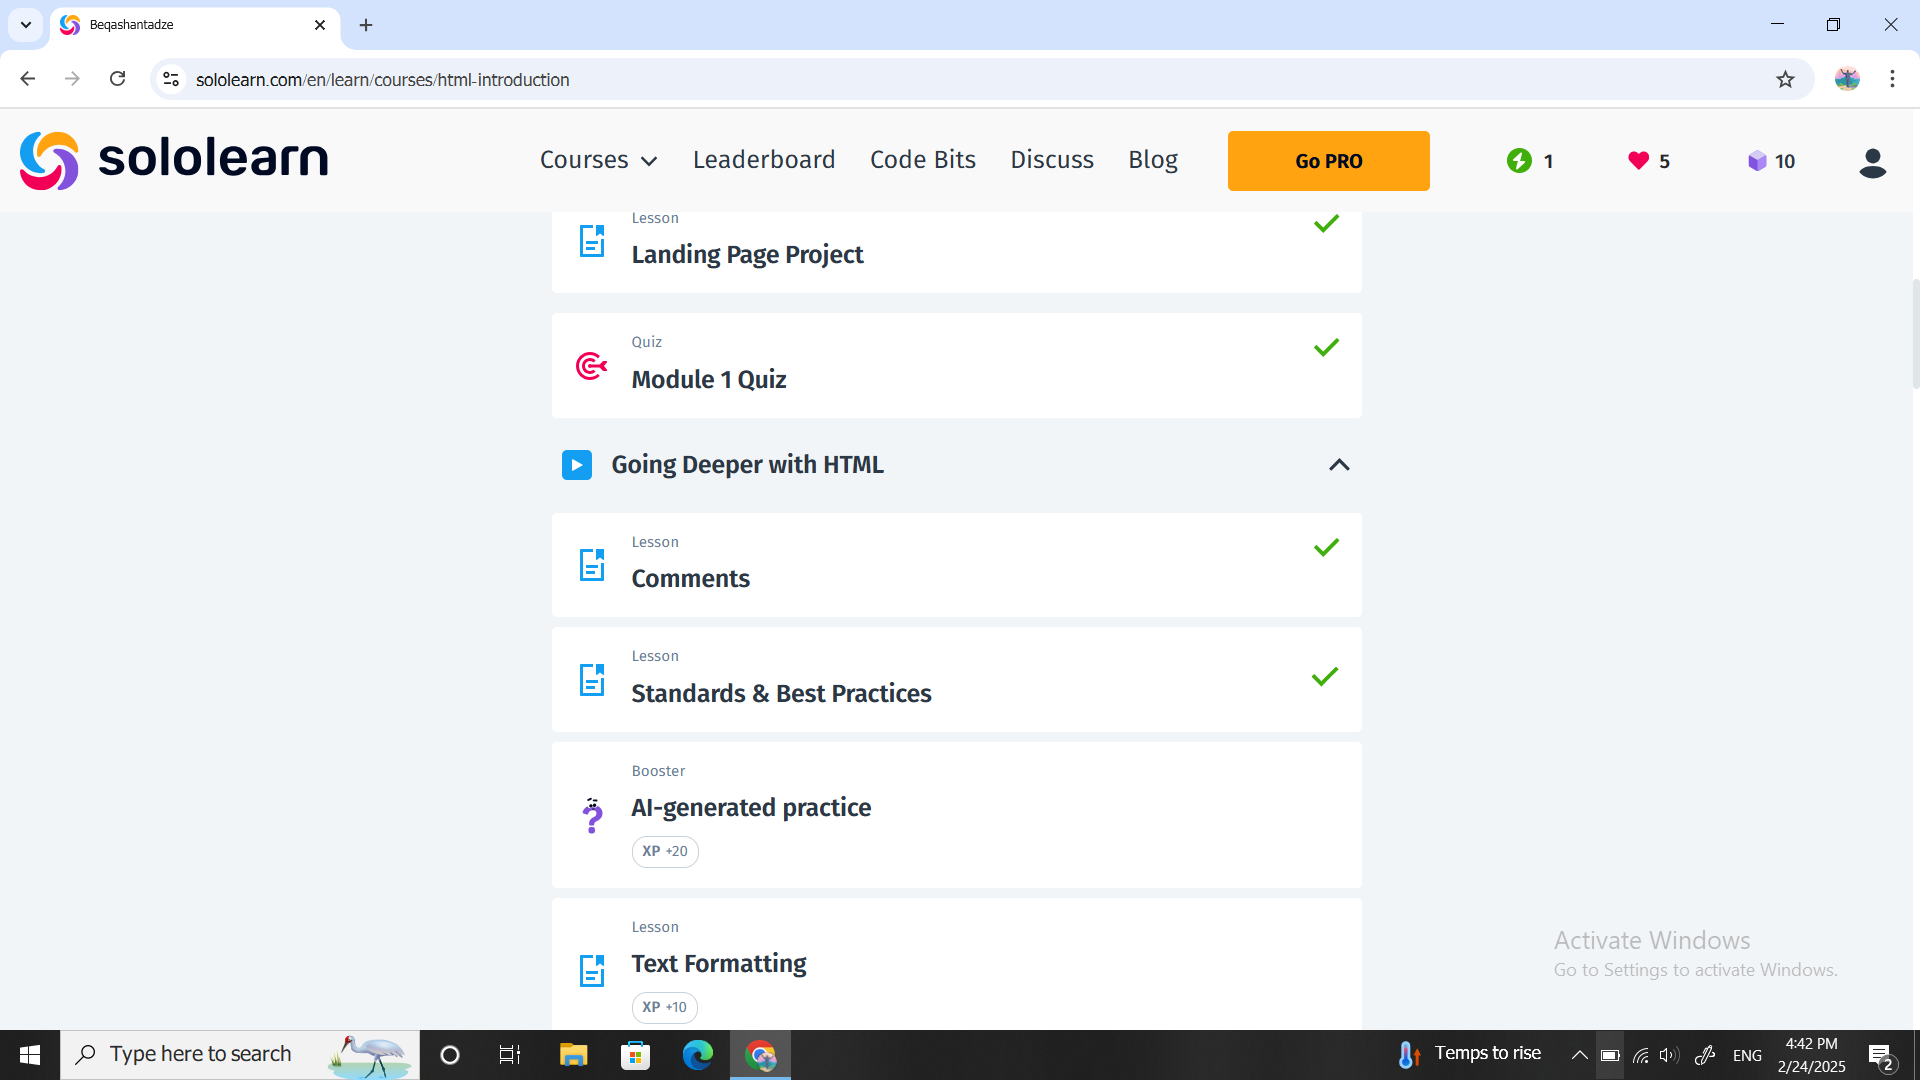 Beqashantadze
sololearn.com/en/learn/courses/html-introduction
sololearn
Courses Leaderboard Code Bits Discuss Blog Go PRO 1 5 10
Lesson
Landing Page Project
Quiz
Module 1 Quiz
Going Deeper with HTML
Lesson
Comments
Lesson
Standards & Best Practices
Booster
AI-generated practice
XP +20
Lesson
Text Formatting
XP +10
Activate Windows
Go to Settings to activate Windows.
Type here to search
Temps to rise
ENG
4:42 PM
2/24/2025
2